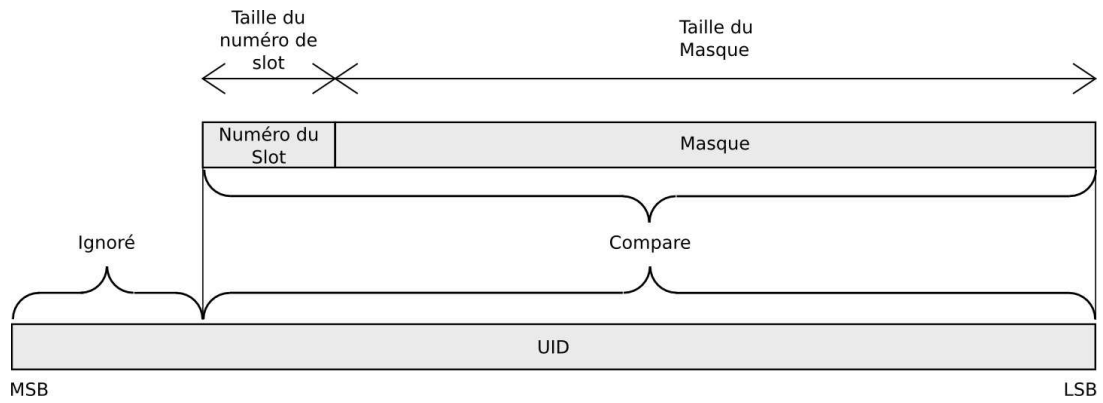 Taille du
numéro de
slot
Taille du
Masque
Numéro du
Slot
Masque
Ignoré
Compare
UID
MSB
LSB